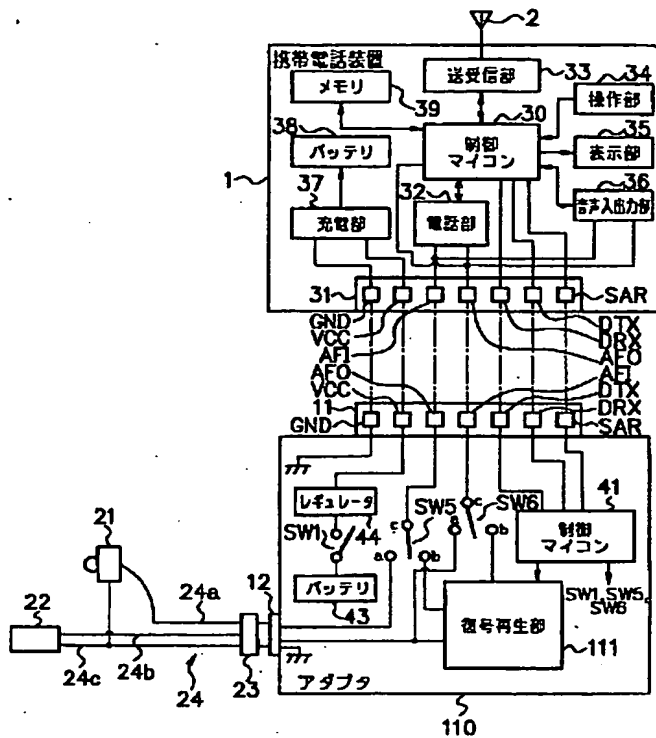 2
携帯電話装置
送受信部
33
34
メモリ
39
30
操作部
35
38
制御
マイコン
表示部
バッテリ
36
1
37
32
音声入出力部
充電部
電話部
31
SAR
GND
VCC
AFI
AFO
VCC
DTX
DRX
AFO
AFI
DTX
DRX
11
GND
SAR
レギュレータ
44
SW1
c
SW5
a
b
c
SW6
a
b
41
制御
マイコン
21
24a
12
バッテリ
43
SW1,SW5,
SW6
22
復号再生部
24b
23
111
24c
24
アダプタ
110